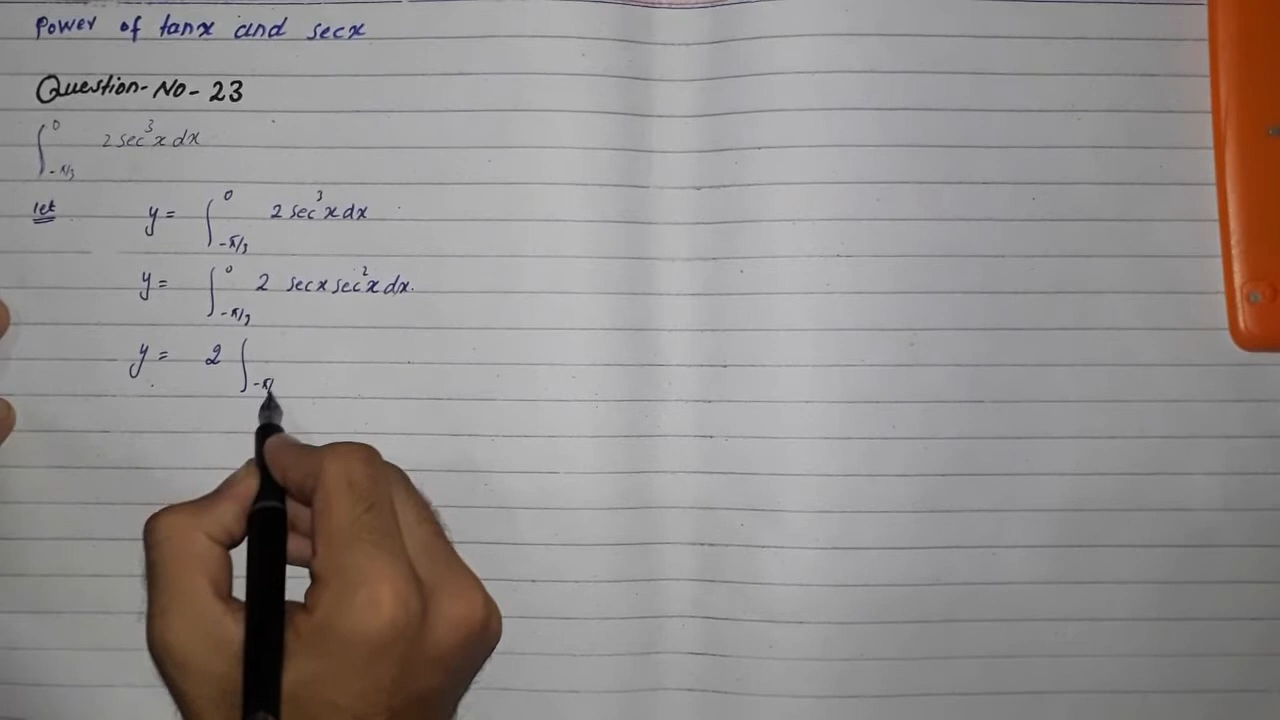 Power of tanx and secx
Question-No-23
∫_{-π/3}^{0} 2 sec³x dx
let y = ∫_{-π/3}^{0} 2 sec³x dx
y = ∫_{-π/3}^{0} 2 secx sec²x dx.
y = 2 ∫_{-π/